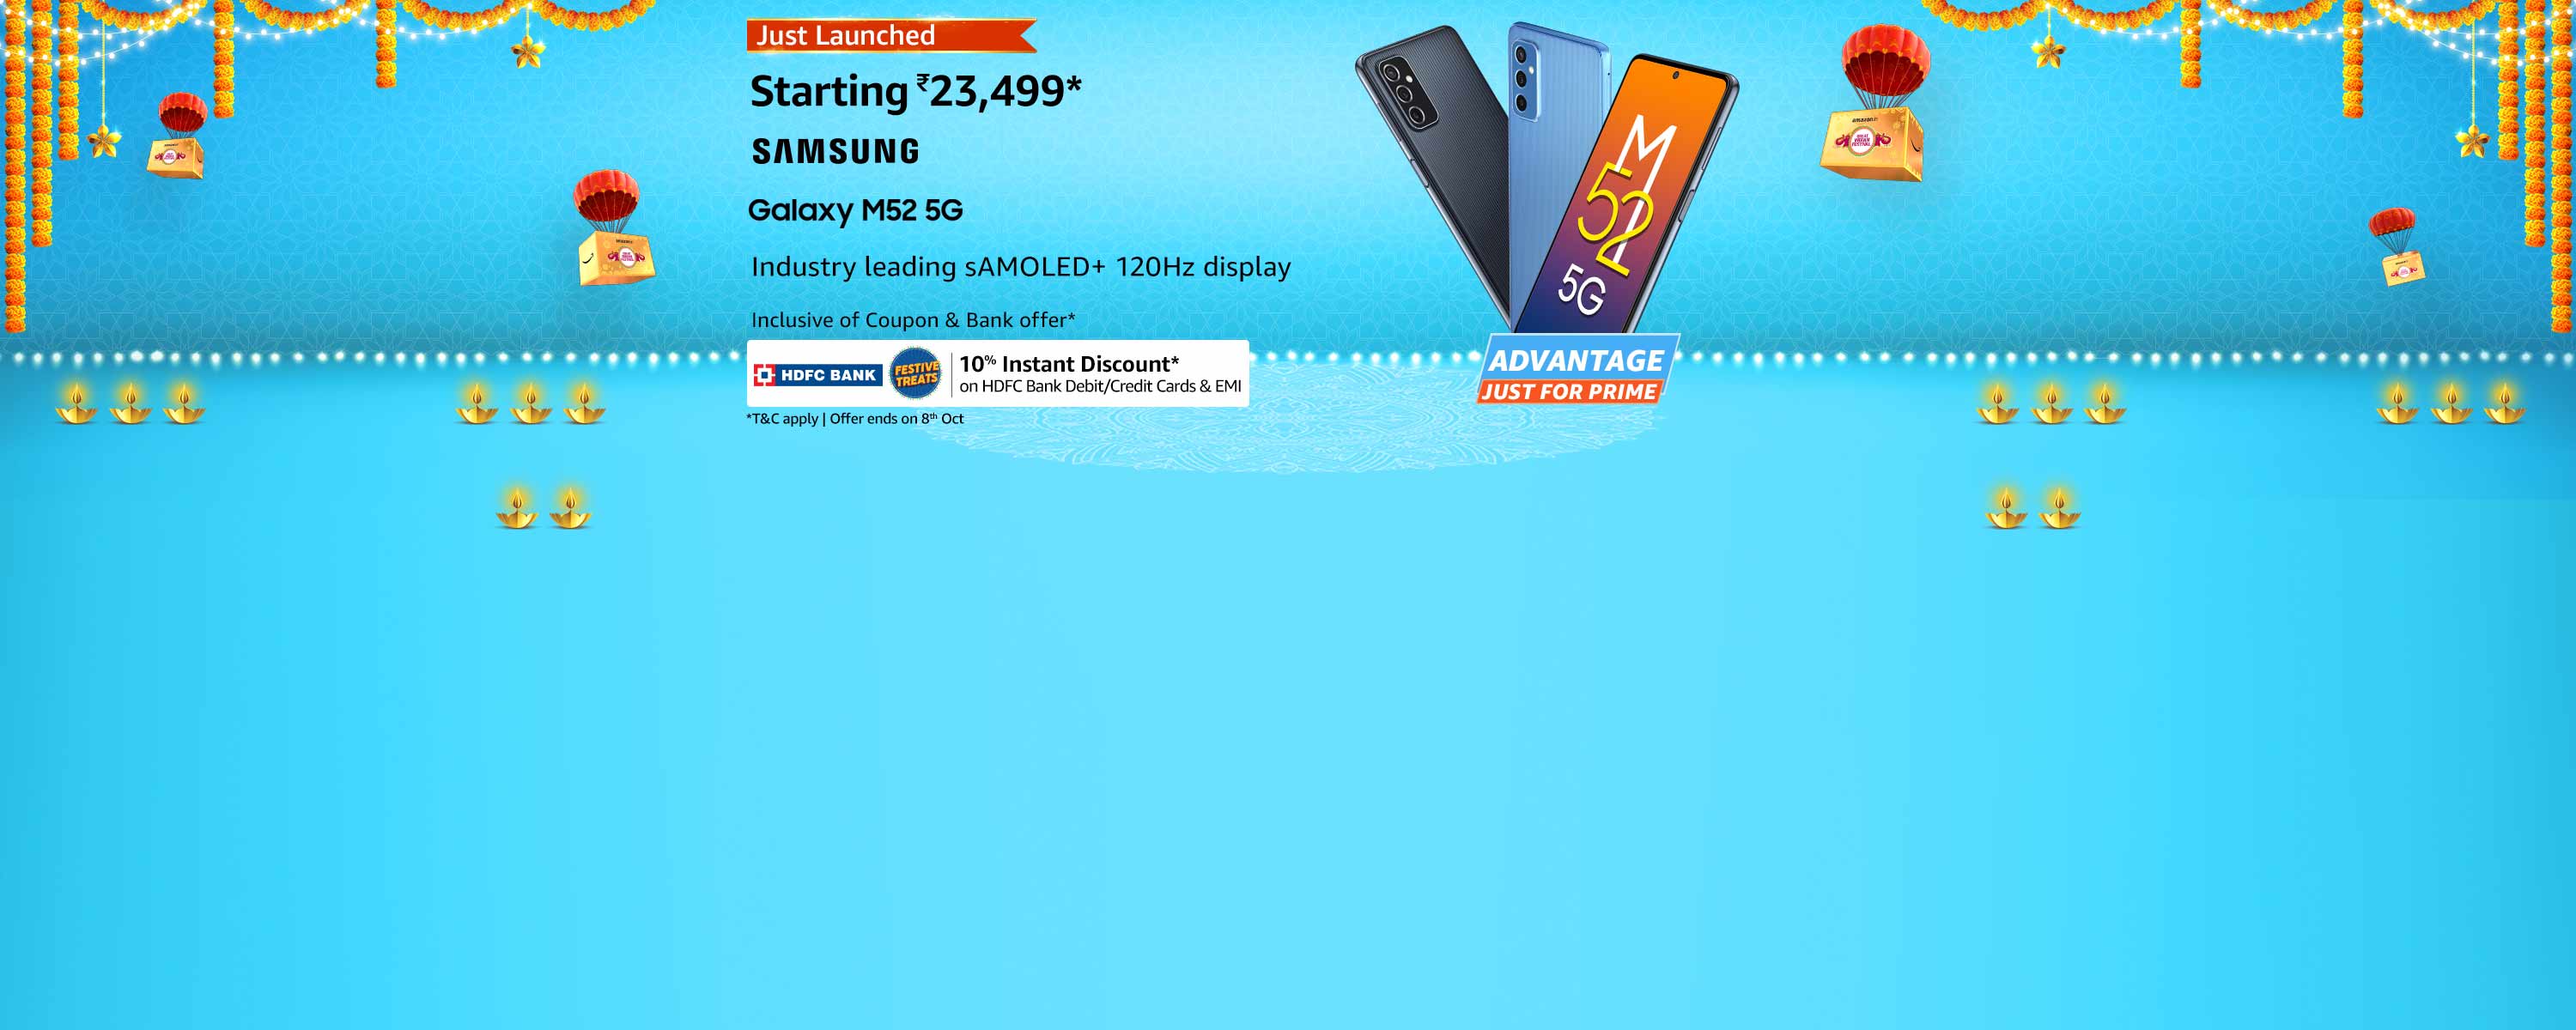 Just Launched
Starting ₹23,499*
SAMSUNG
Galaxy M52 5G
Industry leading sAMOLED+ 120Hz display
Inclusive of Coupon & Bank offer*
HDFC BANK
FESTIVE
TREATS
10% Instant Discount*
on HDFC Bank Debit/Credit Cards & EMI
*T&C apply | Offer ends on 8th Oct
M
52
5G
ADVANTAGE
JUST FOR PRIME